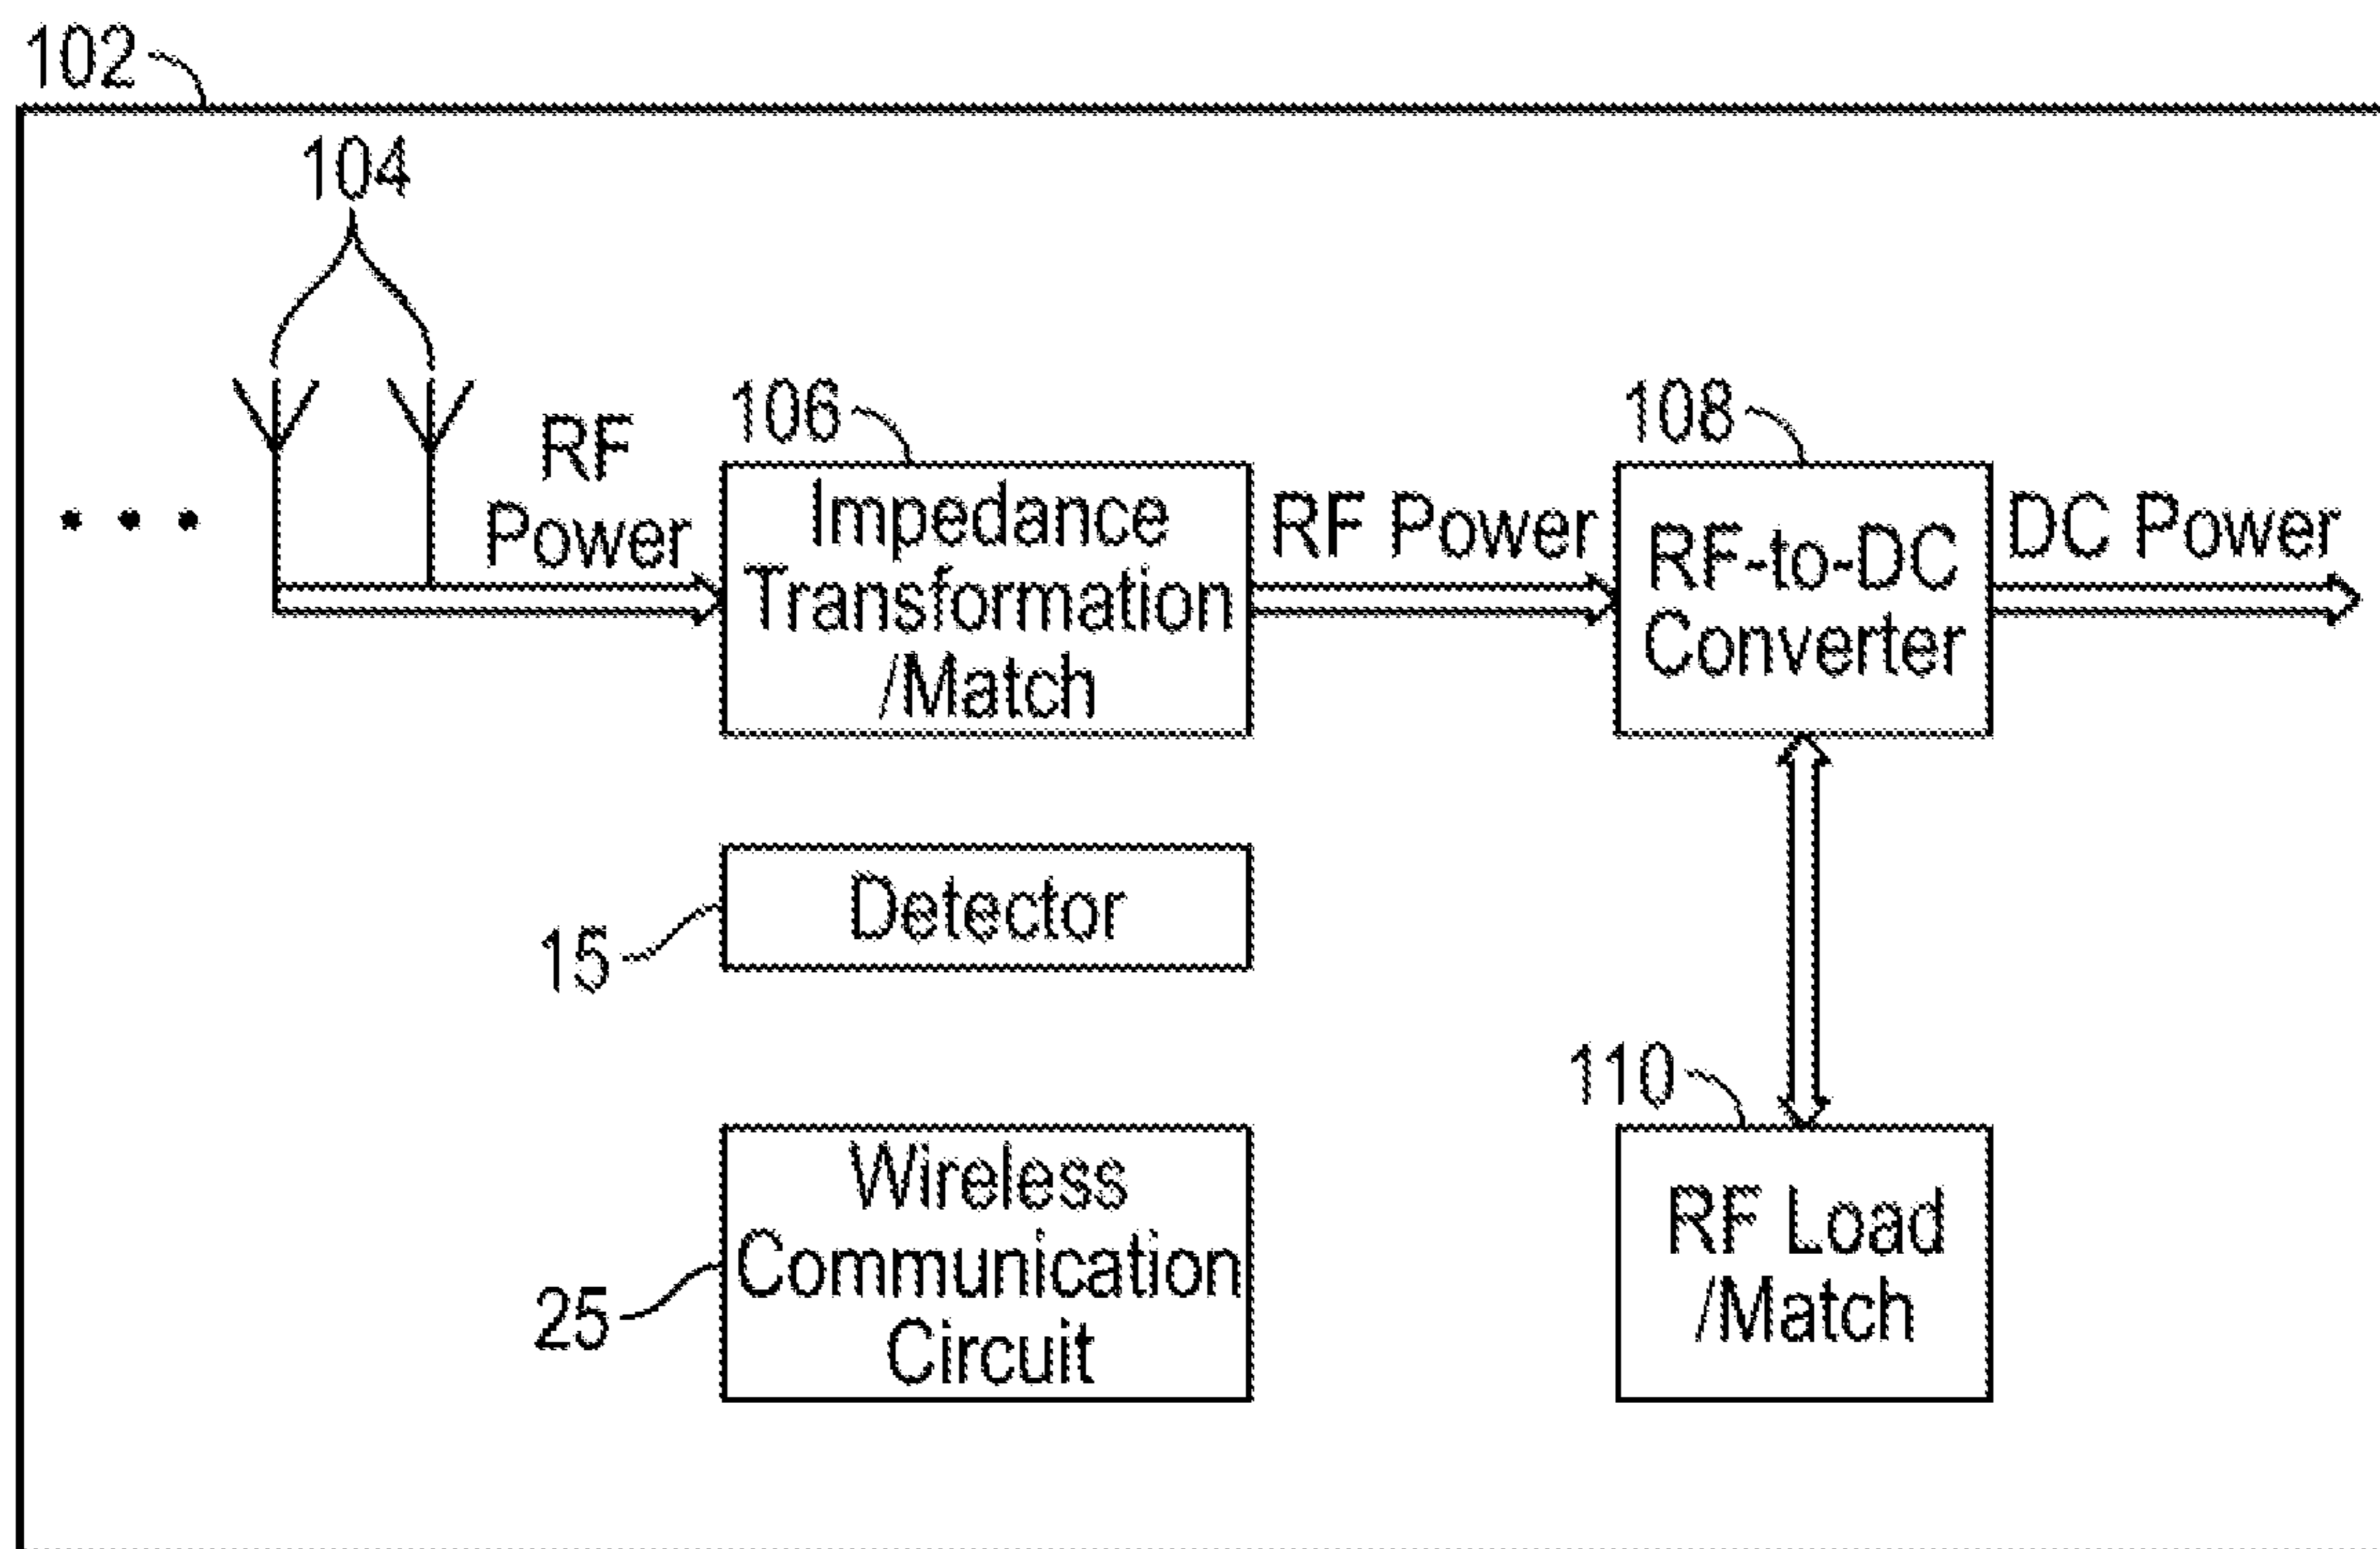 102
104
RF
Power
106
Impedance
Transformation
/Match
RF Power
108
RF-to-DC
Converter
DC Power
15
Detector
25
Wireless
Communication
Circuit
110
RF Load
/Match